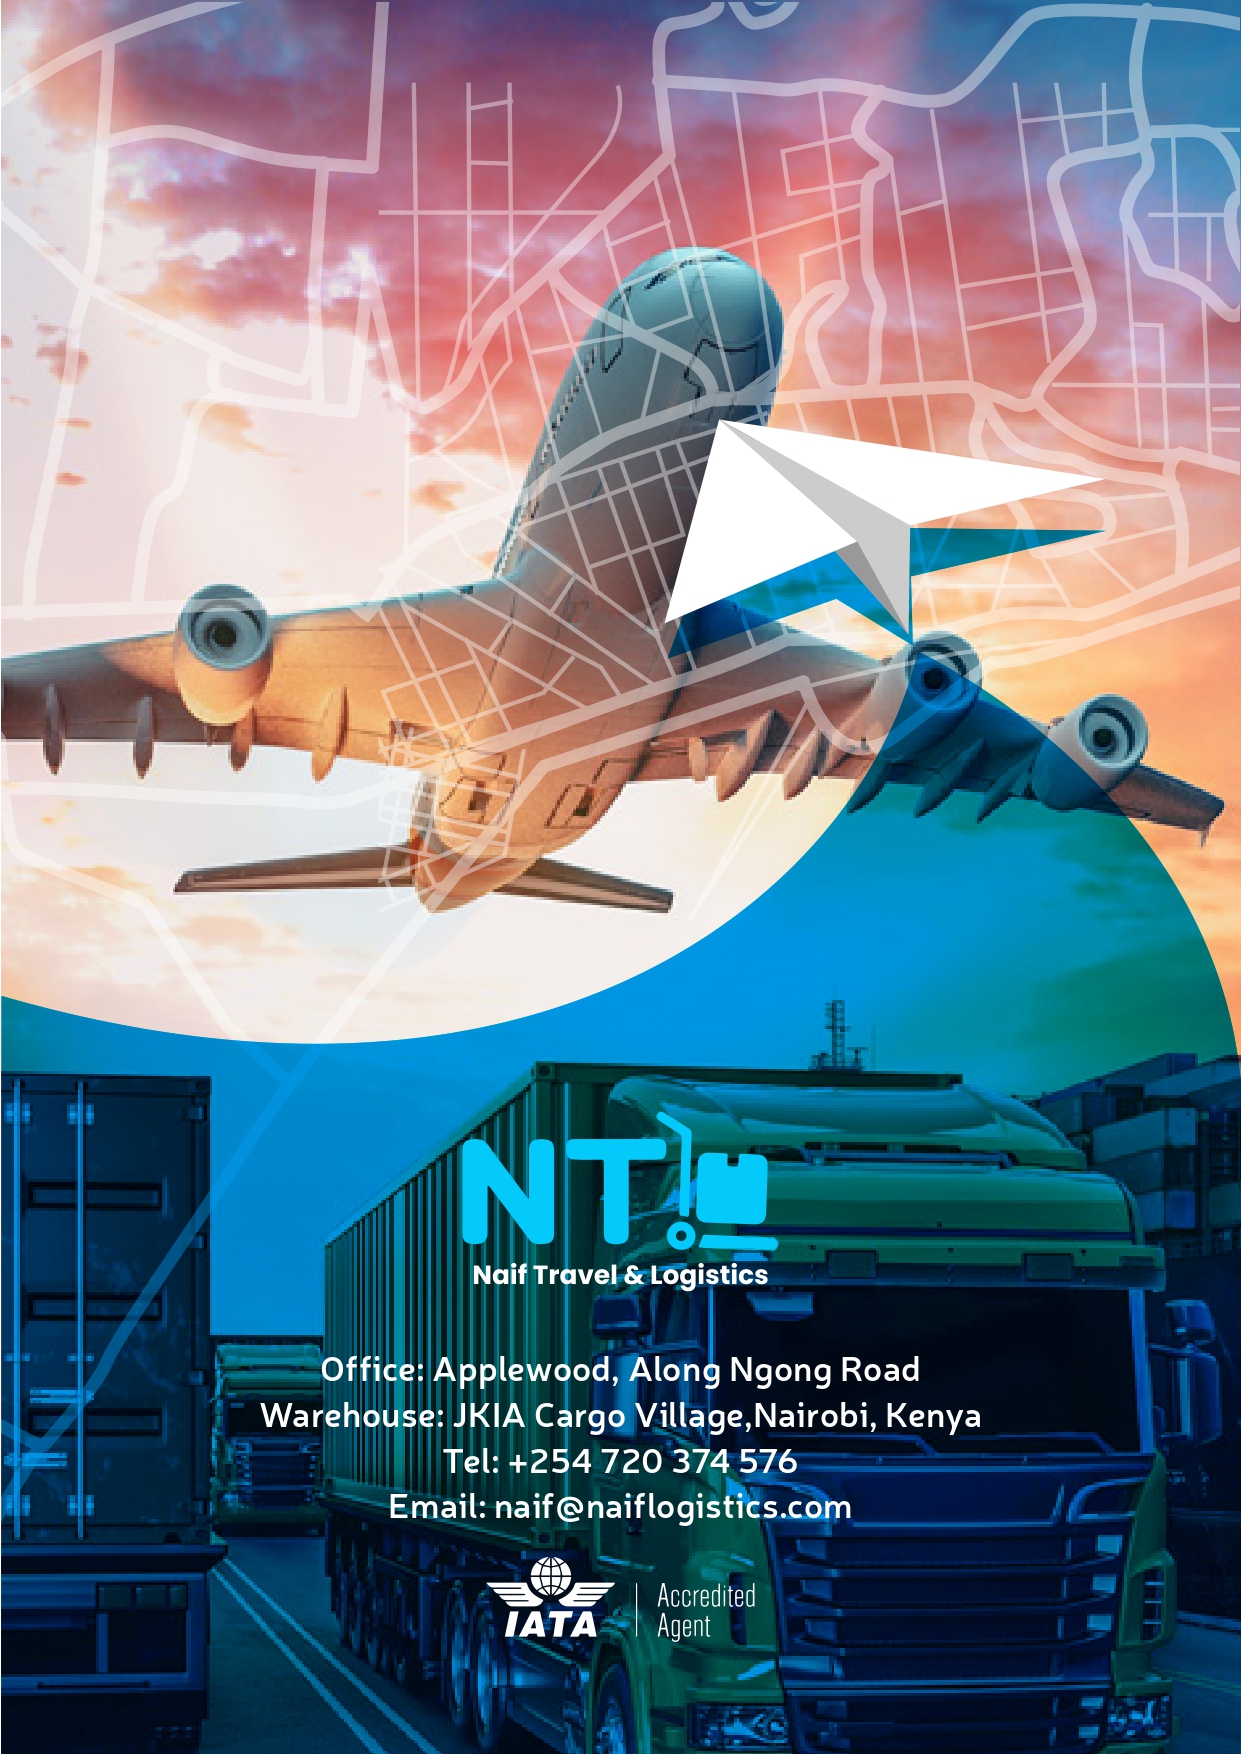 NT
Naif Travel & Logistics
Office: Applewood, Along Ngong Road
Warehouse: JKIA Cargo Village,Nairobi, Kenya
Tel: +254 720 374 576
Email: naif@naiflogistics.com
IATA
Accredited
Agent